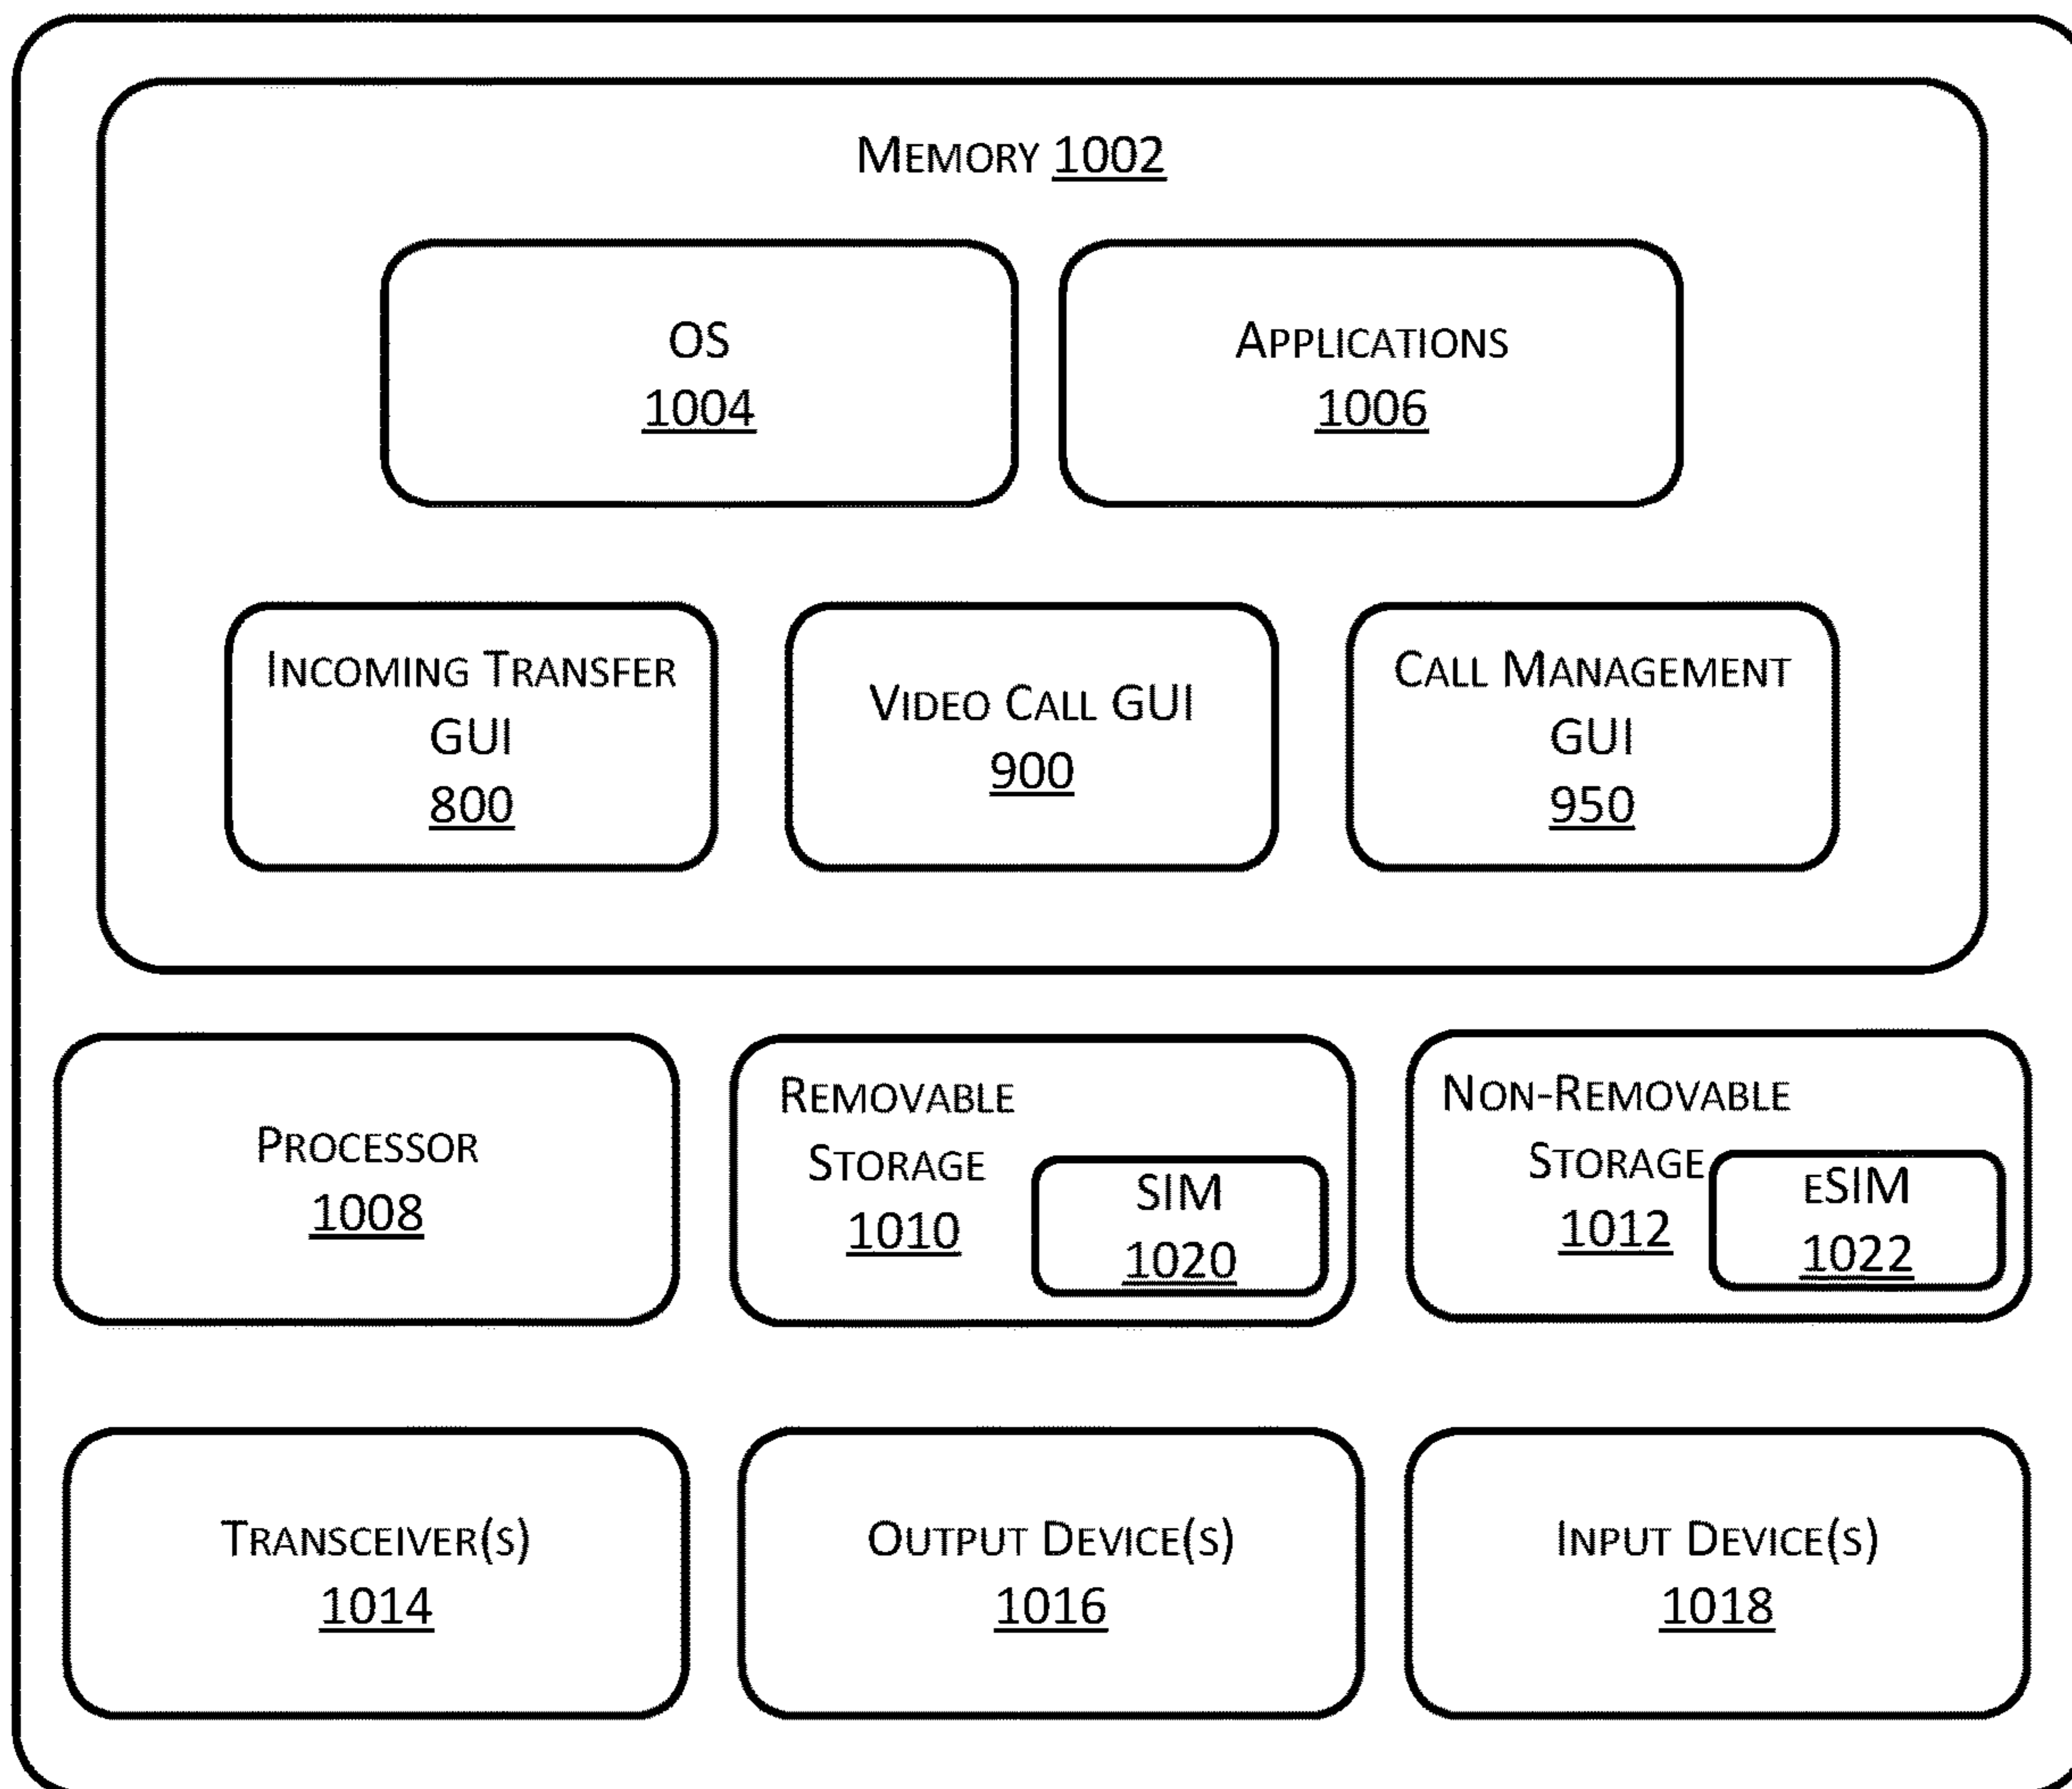 MEMORY 1002
OS
1004
APPLICATIONS
1006
INCOMING TRANSFER
GUI
800
VIDEO CALL GUI
900
CALL MANAGEMENT
GUI
950
PROCESSOR
1008
REMOVABLE
STORAGE
1010
SIM
1020
NON-REMOVABLE
STORAGE
1012
eSIM
1022
TRANSCEIVER(S)
1014
OUTPUT DEVICE(S)
1016
INPUT DEVICE(S)
1018